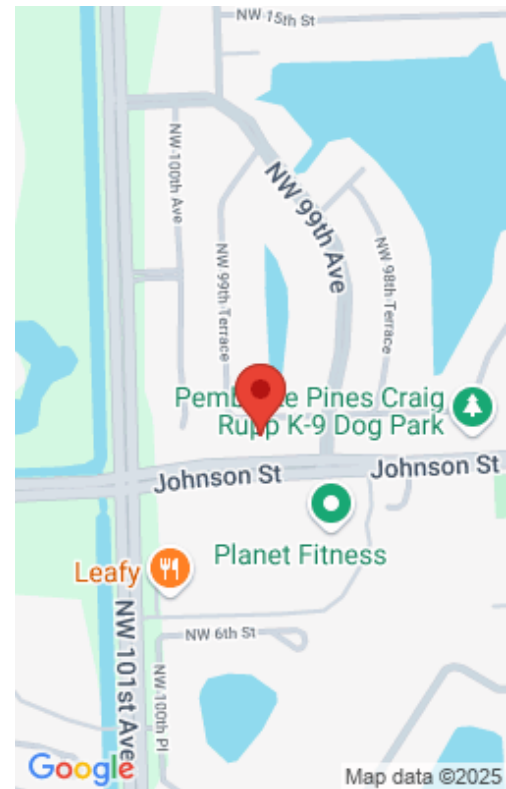 NW 15th St
NW 100th Ave
NW 99th Ave
NW 99th Terrace
NW 98th Terrace
Pembroke Pines Craig
Rupp K-9 Dog Park
Johnson St
Johnson St
Planet Fitness
Leafy
NW 6th St
NW 101st Ave
NW 100th Pl
Google
Map data ©2025